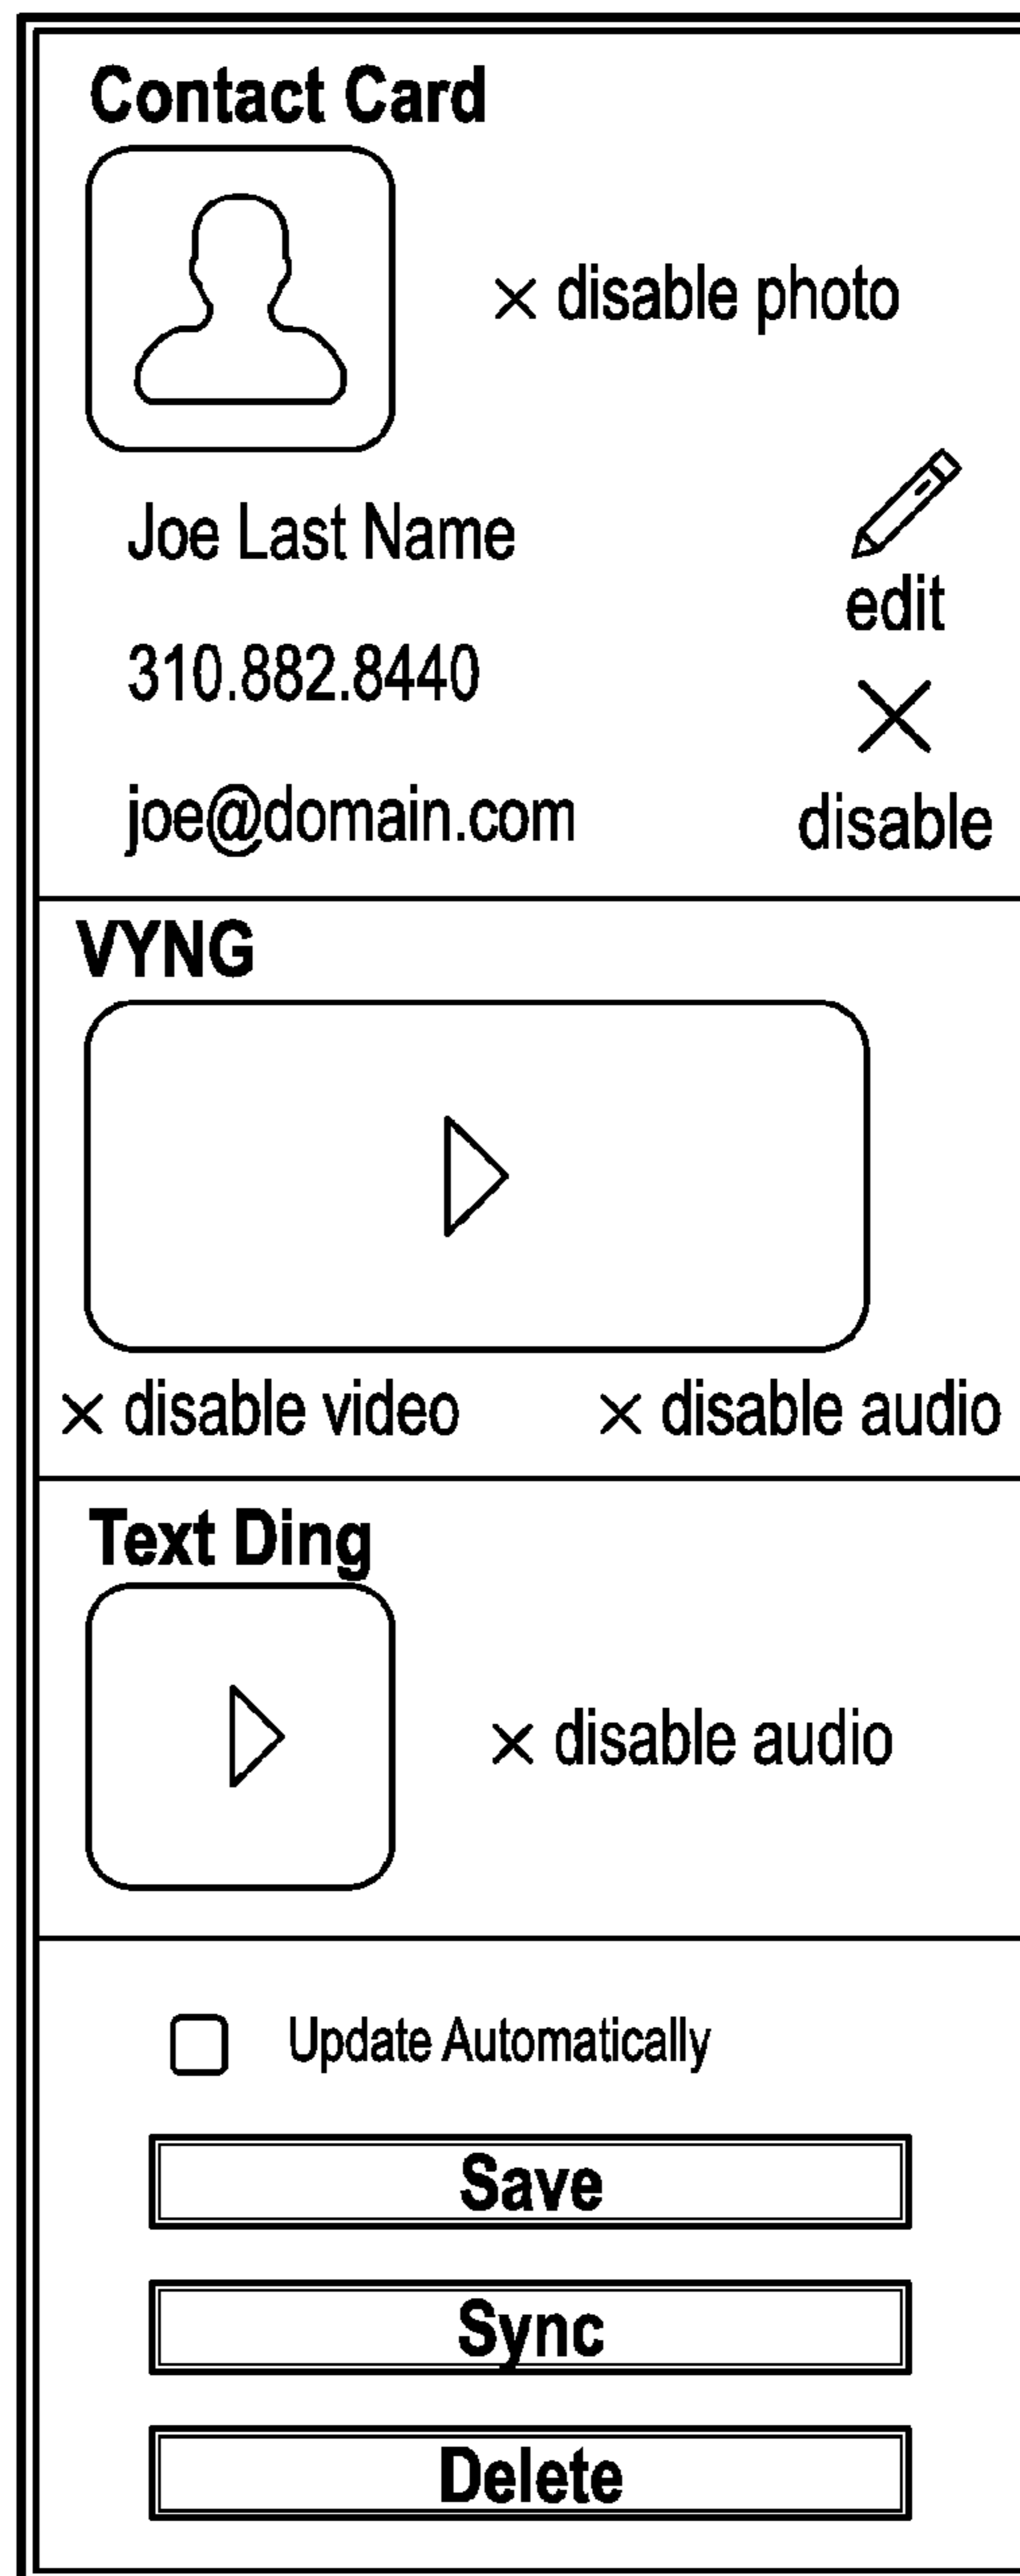 Contact Card
× disable photo
Joe Last Name
edit
310.882.8440
joe@domain.com
disable
VYNG
× disable video × disable audio
Text Ding
× disable audio
Update Automatically
Save
Sync
Delete